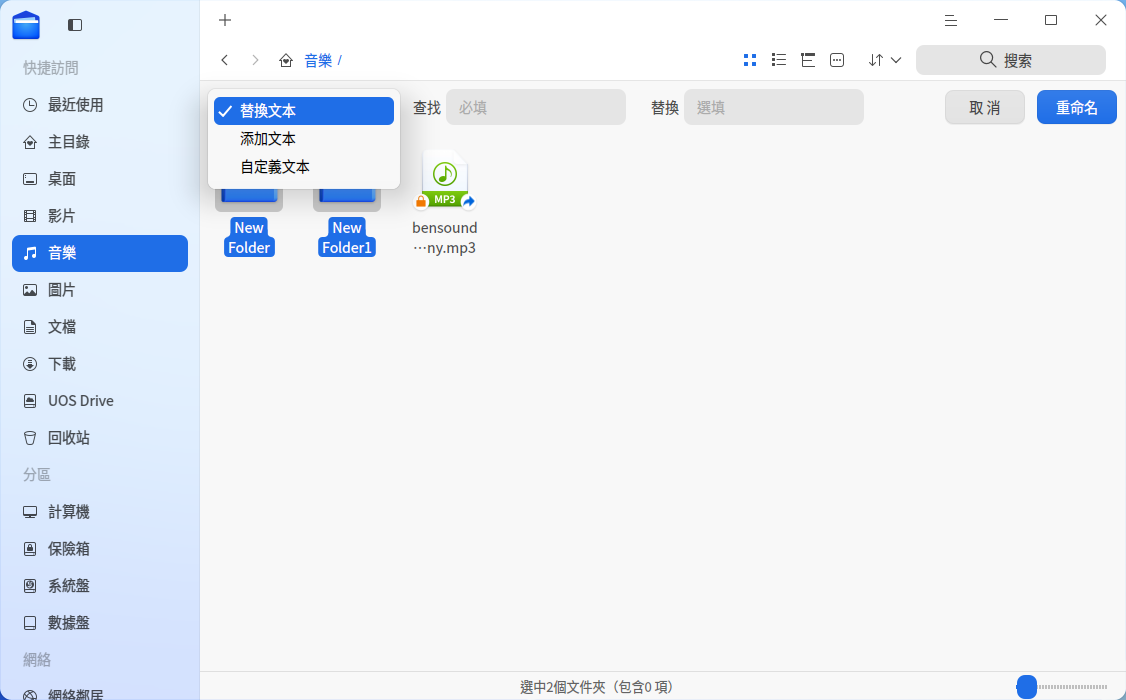 快捷訪問
最近使用
主目錄
桌面
影片
音樂
圖片
文檔
下載
UOS Drive
回收站
分區
計算機
保險箱
系統盤
數據盤
網絡
網絡鄰居
音樂 /
搜索
替換文本
添加文本
自定義文本
查找 必填
替換 選填
取 消
重命名
New
Folder
New
Folder1
MP3
bensound
…ny.mp3
選中2個文件夾（包含0 項）